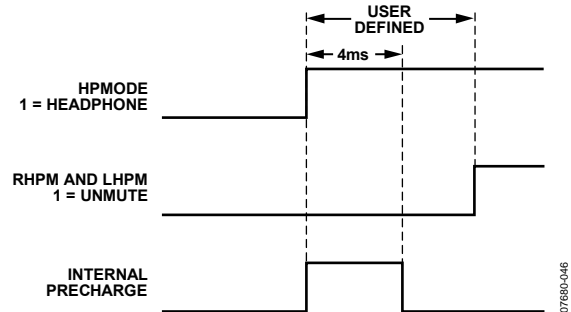 USER
DEFINED
4ms
HPMODE
1 = HEADPHONE
RHPM AND LHPM
1 = UNMUTE
INTERNAL
PRECHARGE
07680-046